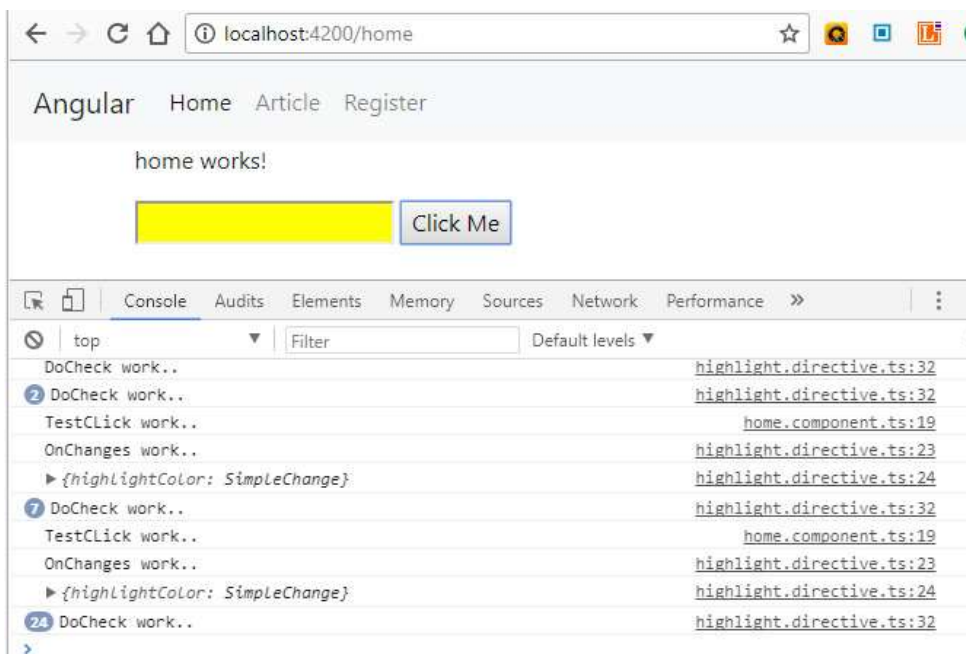 localhost:4200/home
Angular Home Article Register
home works!
Click Me
Console Audits Elements Memory Sources Network Performance »
top Filter Default levels
DoCheck work.. highlight.directive.ts:32
2 DoCheck work.. highlight.directive.ts:32
TestCLick work.. home.component.ts:19
OnChanges work.. highlight.directive.ts:23
{highlightColor: SimpleChange} highlight.directive.ts:24
7 DoCheck work.. highlight.directive.ts:32
TestCLick work.. home.component.ts:19
OnChanges work.. highlight.directive.ts:23
{highlightColor: SimpleChange} highlight.directive.ts:24
24 DoCheck work.. highlight.directive.ts:32